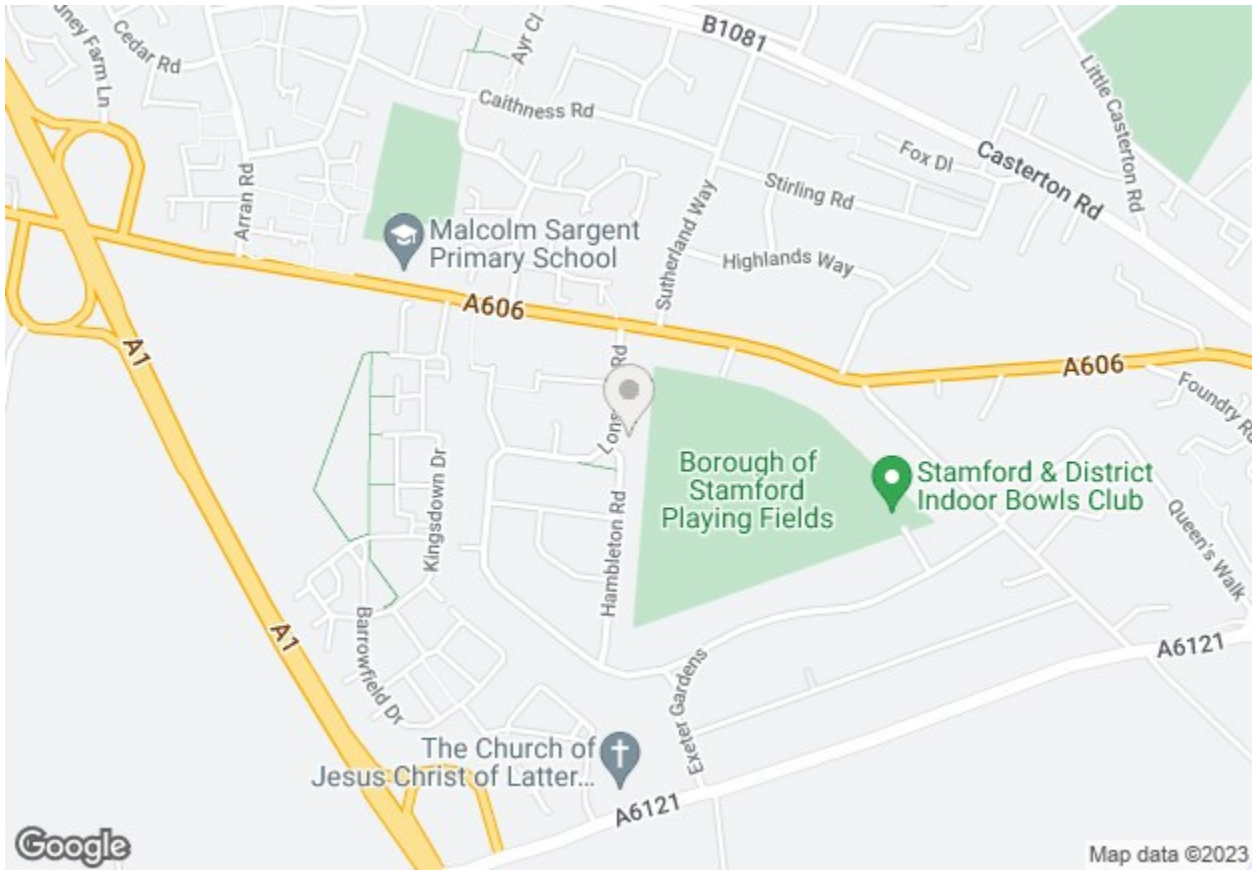 Cedar Rd
Farm Ln
Ayr Cl
B1081
Little Casterton Rd
Caithness Rd
Fox Dl
Casterton Rd
Arran Rd
Stirling Rd
Malcolm Sargent
Primary School
Sutherland Way
Highlands Way
A606
A1
Rd
A606
Foundry Rd
Kingsdown Dr
Borough of
Stamford
Playing Fields
Stamford & District
Indoor Bowls Club
Queen's Walk
Hambleton Rd
A1
Barrowfield Dr
A6121
Exeter Gardens
The Church of
Jesus Christ of Latter...
A6121
Google
Map data ©2023